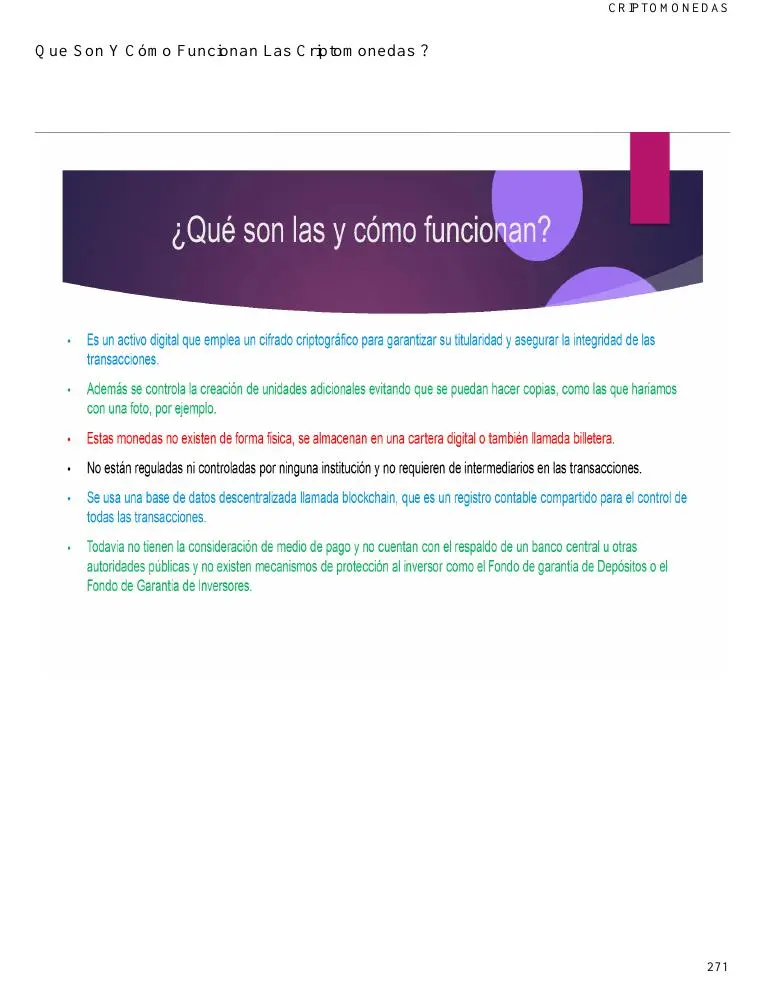 CRIPTOMONEDAS
Que Son Y Cómo Funcionan Las Criptomonedas ?
¿Qué son las y cómo funcionan?
• Es un activo digital que emplea un cifrado criptográfico para garantizar su titularidad y asegurar la integridad de las
transacciones.
• Además se controla la creación de unidades adicionales evitando que se puedan hacer copias, como las que haríamos
con una foto, por ejemplo.
• Estas monedas no existen de forma física, se almacenan en una cartera digital o también llamada billetera.
• No están reguladas ni controladas por ninguna institución y no requieren de intermediarios en las transacciones.
• Se usa una base de datos descentralizada llamada blockchain, que es un registro contable compartido para el control de
todas las transacciones.
• Todavia no tienen la consideración de medio de pago y no cuentan con el respaldo de un banco central u otras
autoridades públicas y no existen mecanismos de protección al inversor como el Fondo de garantía de Depósitos o el
Fondo de Garantía de Inversores.
271